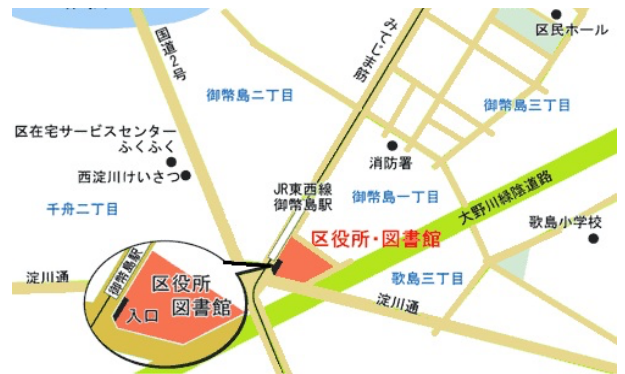 国道2号
みてじま筋
区民ホール
御幣島二丁目
御幣島三丁目
区在宅サービスセンター
ふくふく
消防署
西淀川けいさつ
JR東西線
御幣島駅
御幣島一丁目
大野川緑陰道路
千舟二丁目
区役所・図書館
歌島小学校
御幣島駅
区役所
図書館
歌島三丁目
淀川通
入口
淀川通